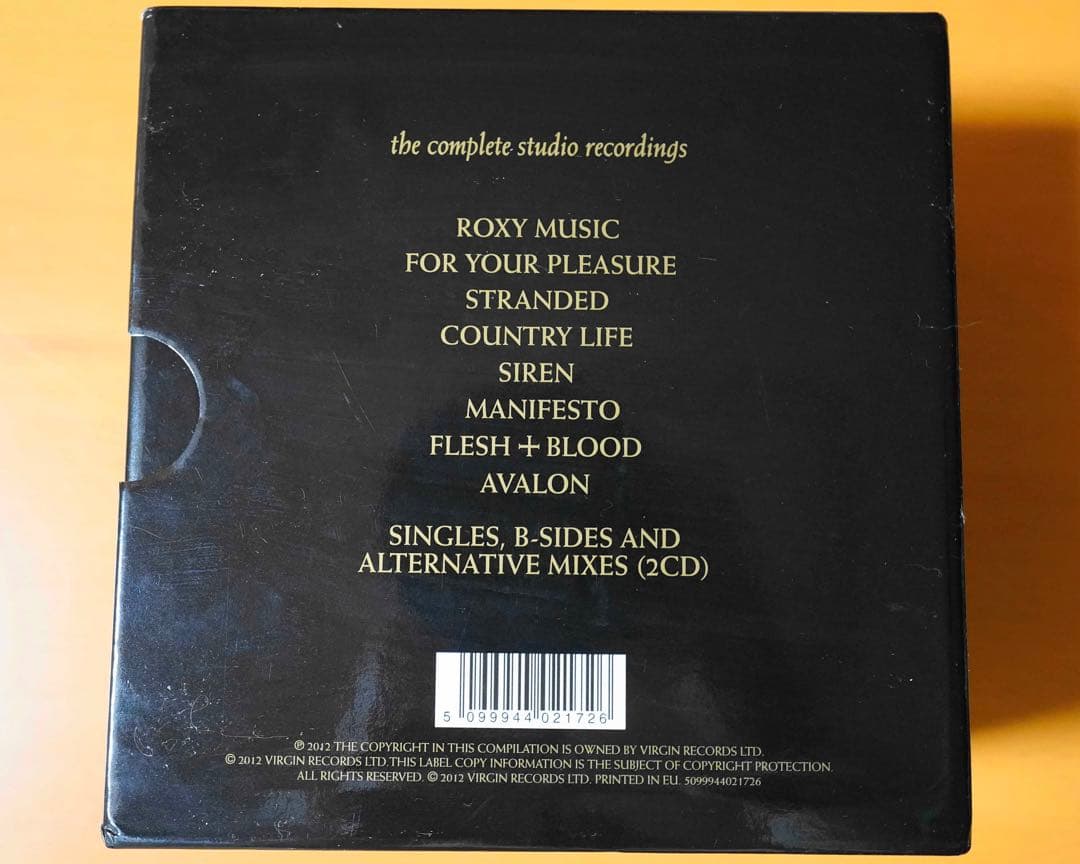 the complete studio recordings
ROXY MUSIC
FOR YOUR PLEASURE
STRANDED
COUNTRY LIFE
SIREN
MANIFESTO
FLESH + BLOOD
AVALON
SINGLES, B-SIDES AND
ALTERNATIVE MIXES (2CD)
5 099944 021726
℗ 2012 THE COPYRIGHT IN THIS COMPILATION IS OWNED BY VIRGIN RECORDS LTD.
© 2012 VIRGIN RECORDS LTD.THIS LABEL COPY INFORMATION IS THE SUBJECT OF COPYRIGHT PROTECTION.
ALL RIGHTS RESERVED. © 2012 VIRGIN RECORDS LTD. PRINTED IN EU. 5099944021726